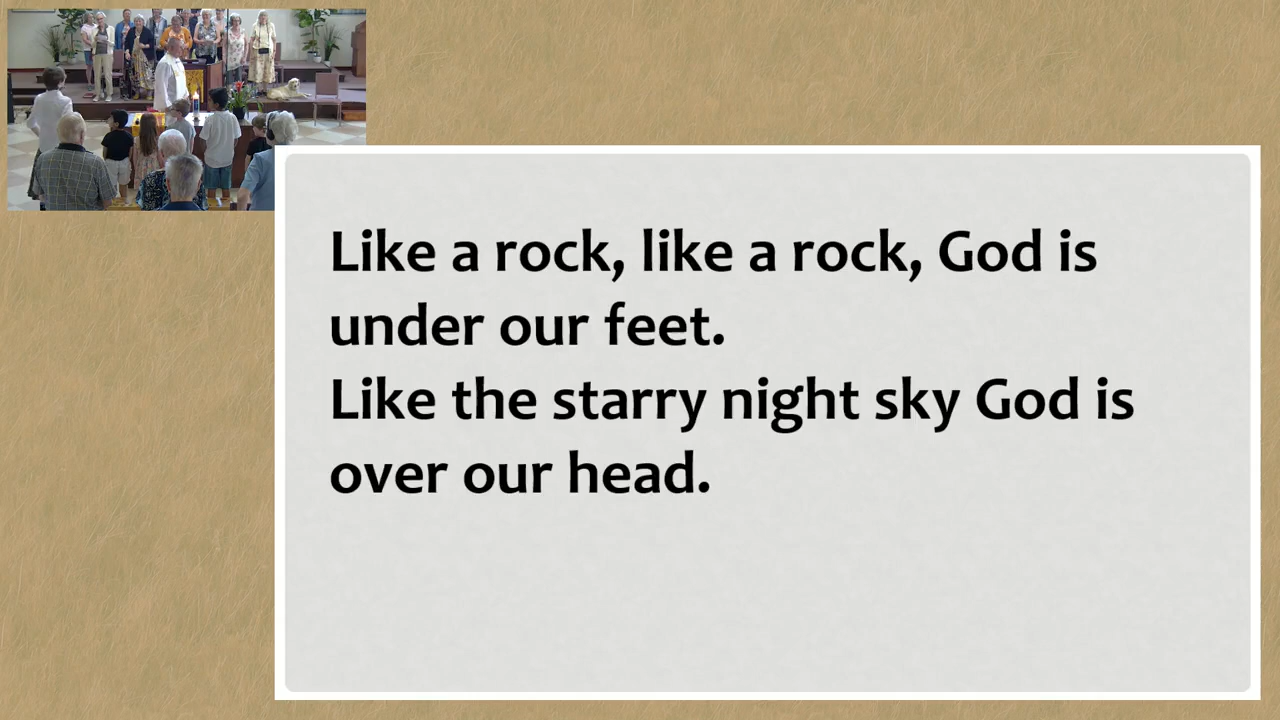 Like a rock, like a rock, God is
under our feet.
Like the starry night sky God is
over our head.